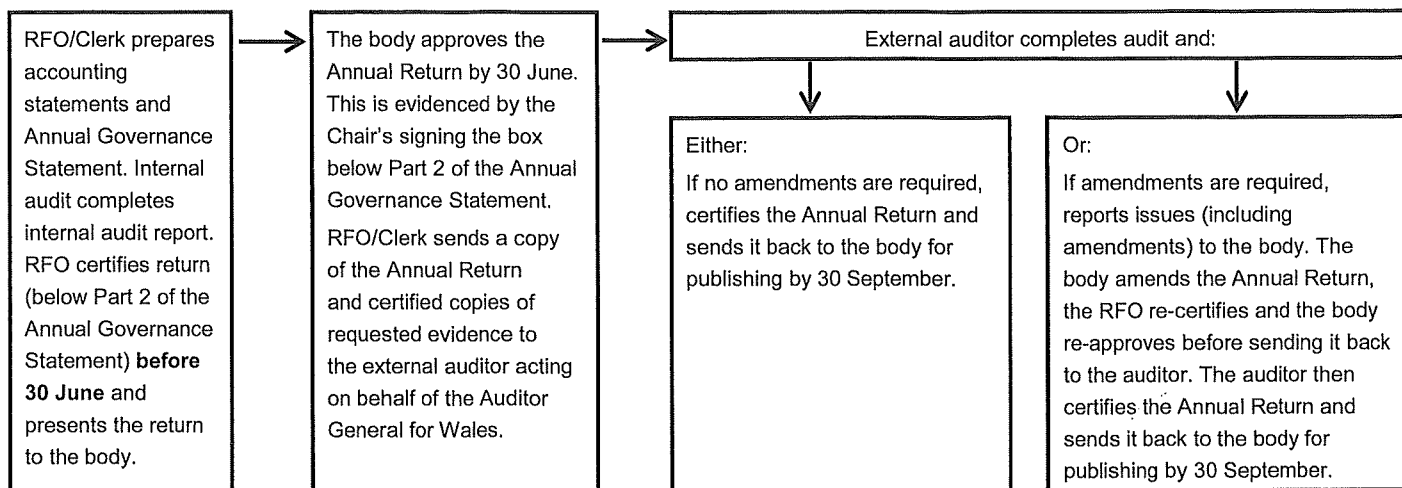 RFO/Clerk prepares
accounting
statements and
Annual Governance
Statement. Internal
audit completes
internal audit report.
RFO certifies return
(below Part 2 of the
Annual Governance
Statement) before
30 June and
presents the return
to the body.
The body approves the
Annual Return by 30 June.
This is evidenced by the
Chair's signing the box
below Part 2 of the Annual
Governance Statement.
RFO/Clerk sends a copy
of the Annual Return
and certified copies of
requested evidence to
the external auditor acting
on behalf of the Auditor
General for Wales.
External auditor completes audit and:
Either:
If no amendments are required,
certifies the Annual Return and
sends it back to the body for
publishing by 30 September.
Or:
If amendments are required,
reports issues (including
amendments) to the body. The
body amends the Annual Return,
the RFO re-certifies and the body
re-approves before sending it back
to the auditor. The auditor then
certifies the Annual Return and
sends it back to the body for
publishing by 30 September.